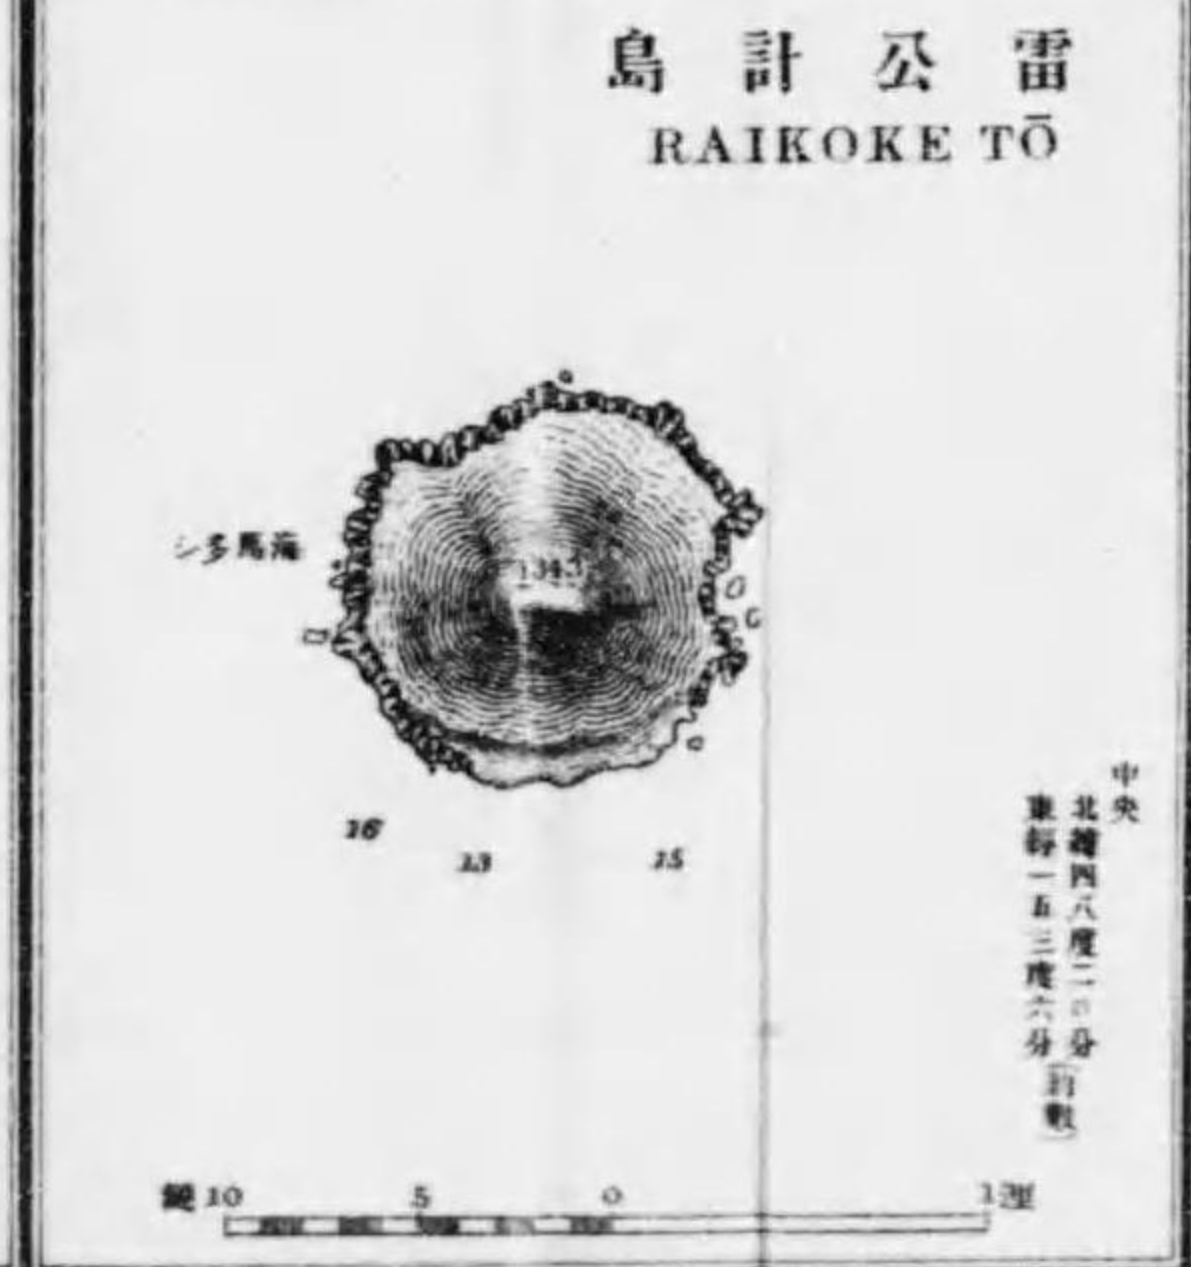 雷公計島
RAIKOKE TŌ
海馬多シ
1343
16
13
15
中央
北緯四八度二〇分
東経一五三度六分
(約數)
鏈 10 5 0 1 浬